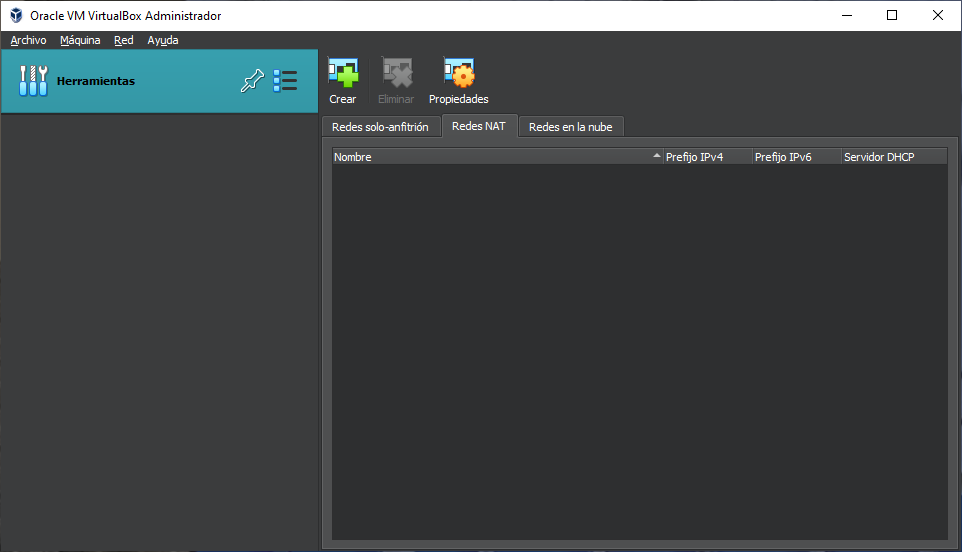 Oracle VM VirtualBox Administrador
Archivo Máquina Red Ayuda
Herramientas
Crear Eliminar Propiedades
Redes solo-anfitrión Redes NAT Redes en la nube
Nombre Prefijo IPv4 Prefijo IPv6 Servidor DHCP